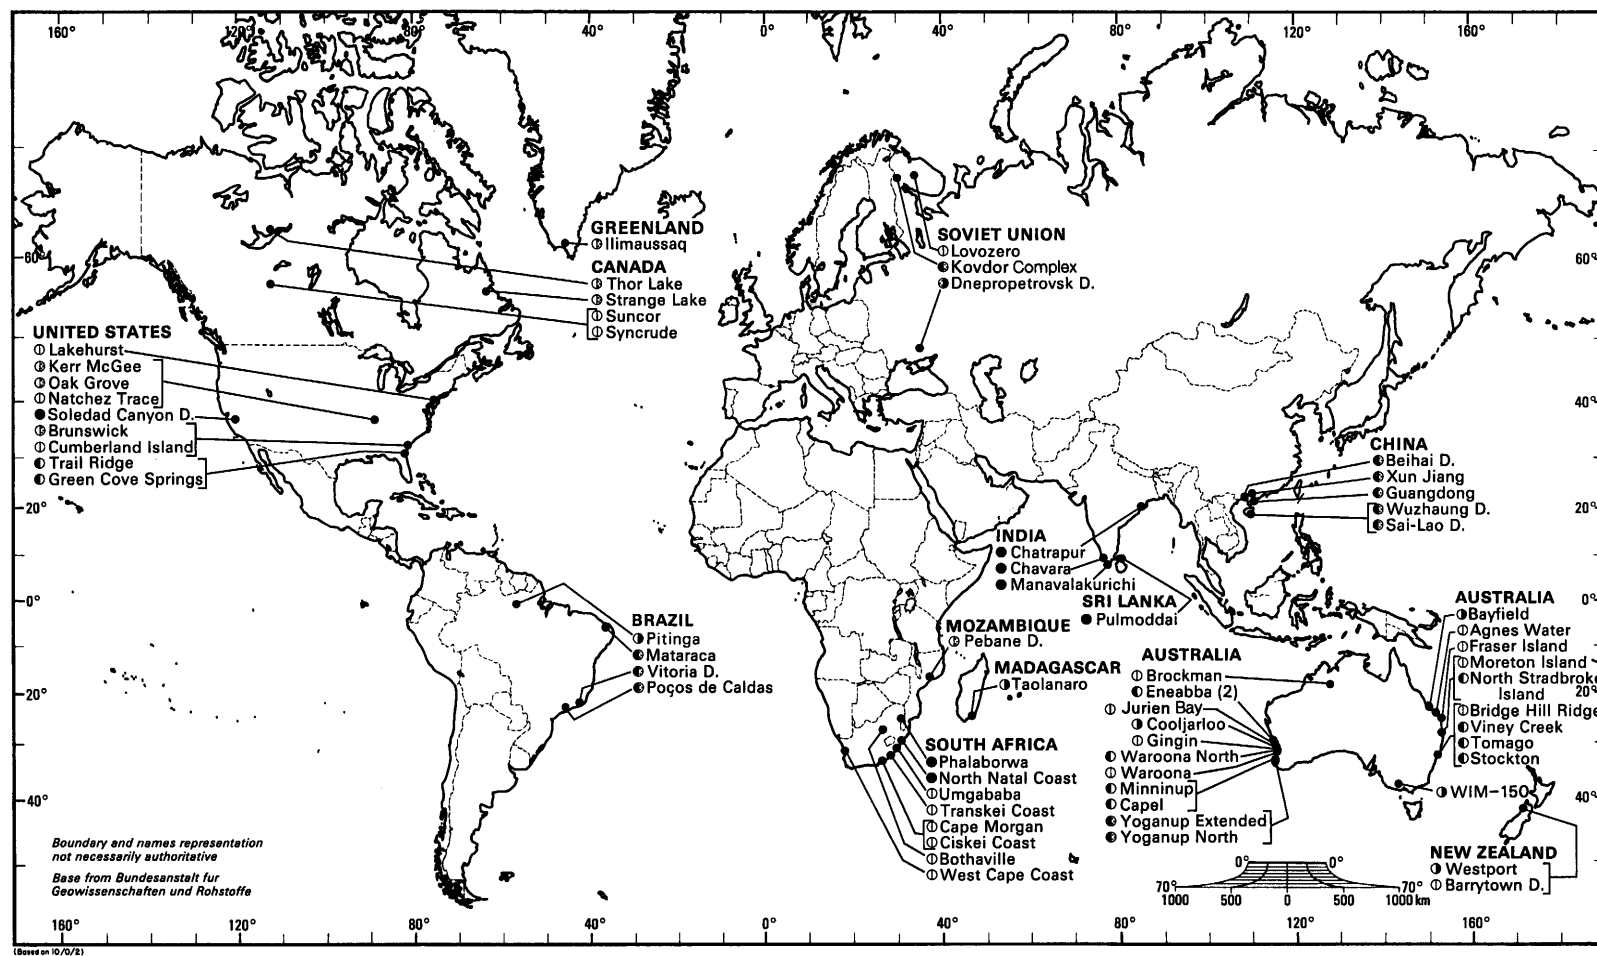 160° 120° 80° 40° 0° 40° 80° 120° 160°
60°
60°
40°
20°
20°
0°
0°
20°
20°
40°
40°
GREENLAND
Ilimaussaq
CANADA
Thor Lake
Strange Lake
Suncor
Syncrude
UNITED STATES
Lakehurst
Kerr McGee
Oak Grove
Natchez Trace
Soledad Canyon D.
Brunswick
Cumberland Island
Trail Ridge
Green Cove Springs
SOVIET UNION
Lovozero
Kovdor Complex
Dnepropetrovsk D.
CHINA
Beihai D.
Xun Jiang
Guangdong
Wuzhaung D.
Sai-Lao D.
INDIA
Chatrapur
Chavara
Manavalakurichi
SRI LANKA
Pulmoddai
BRAZIL
Pitinga
Mataraca
Vitoria D.
Poços de Caldas
MOZAMBIQUE
Pebane D.
MADAGASCAR
Taolanaro
SOUTH AFRICA
Phalaborwa
North Natal Coast
Umgababa
Transkei Coast
Cape Morgan
Ciskei Coast
Bothaville
West Cape Coast
AUSTRALIA
Brockman
Eneabba (2)
Jurien Bay
Cooljarloo
Gingin
Waroona North
Waroona
Minninup
Capel
Yoganup Extended
Yoganup North
AUSTRALIA
Bayfield
Agnes Water
Fraser Island
Moreton Island
North Stradbroke
Island
Bridge Hill Ridge
Viney Creek
Tomago
Stockton
WIM-150
NEW ZEALAND
Westport
Barrytown D.
Boundary and names representation
not necessarily authoritative
Base from Bundesanstalt fur
Geowissenschaften und Rohstoffe
0° 0°
70° 70°
1000 500 0 500 1000 km
160° 120° 80° 40° 0° 40° 80° 120° 160°
(Based on 10/0/2)